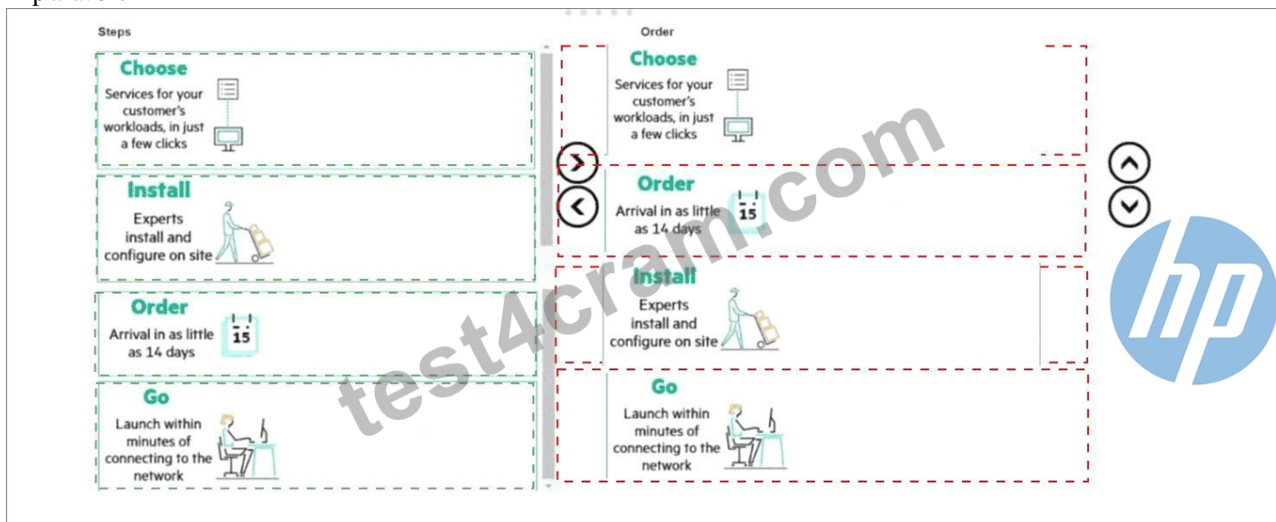 Steps
Choose
Services for your
customer's
workloads, in just
a few clicks
Install
Experts
install and
configure on site
Order
Arrival in as little
as 14 days
15
Go
Launch within
minutes of
connecting to the
network
Order
Choose
Services for your
customer's
workloads, in just
a few clicks
Order
Arrival in as little
as 14 days
15
Install
Experts
install and
configure on site
Go
Launch within
minutes of
connecting to the
network
test4cram.com
hp